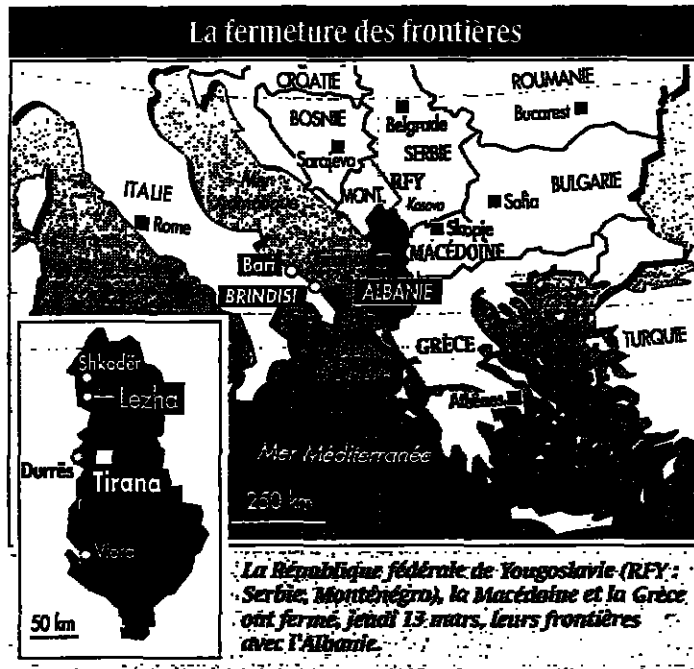 La fermeture des frontières
CROATIE
ROUMANIE
BOSNIE
Belgrade
Bucarest
Sarajevo
SERBIE
ITALIE
MONT.
RFY
Kosovo
Sofia
BULGARIE
Rome
Mer
Skopje
MACÉDOINE
Bari
BRINDISI
ALBANIE
GRÈCE
TURQUIE
Athènes
Mer Méditerranée
250 km
Shkodër
Lezha
Durrës
Tirana
Vlora
50 km
La République fédérale de Yougoslavie (RFY :
Serbie, Monténégro), la Macédoine et la Grèce
ont fermé, jeudi 13 mars, leurs frontières
avec l'Albanie.